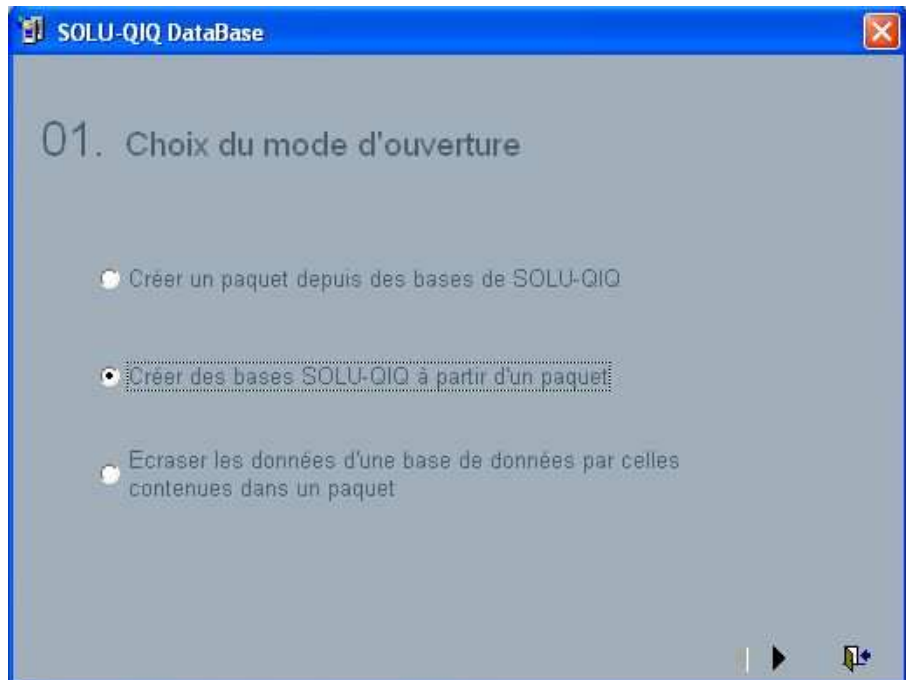 SOLU-QIQ DataBase
01. Choix du mode d'ouverture
Créer un paquet depuis des bases de SOLU-QIQ
Créer des bases SOLU-QIQ à partir d'un paquet
Ecraser les données d'une base de données par celles
contenues dans un paquet